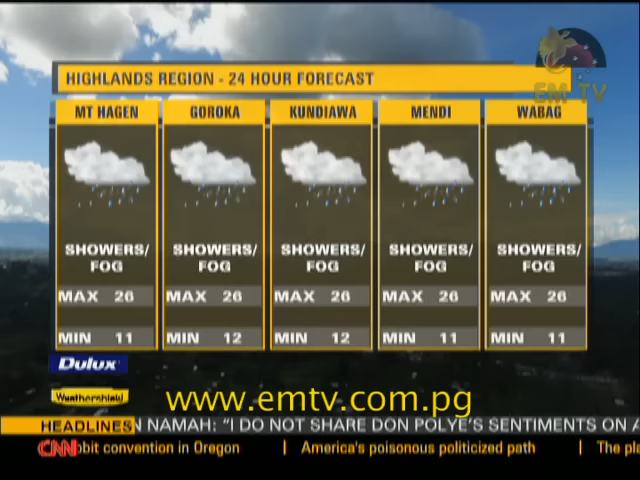 EM TV
HIGHLANDS REGION - 24 HOUR FORECAST
MT HAGEN
SHOWERS/
FOG
MAX 26
MIN 11
GOROKA
SHOWERS/
FOG
MAX 26
MIN 12
KUNDIAWA
SHOWERS/
FOG
MAX 26
MIN 12
MENDI
SHOWERS/
FOG
MAX 26
MIN 11
WABAG
SHOWERS/
FOG
MAX 26
MIN 11
Dulux
Weathershield
www.emtv.com.pg
HEADLINES N NAMAH: “I DO NOT SHARE DON POLYE'S SENTIMENTS ON A
CNN obit convention in Oregon | America's poisonous politicized path | The pla